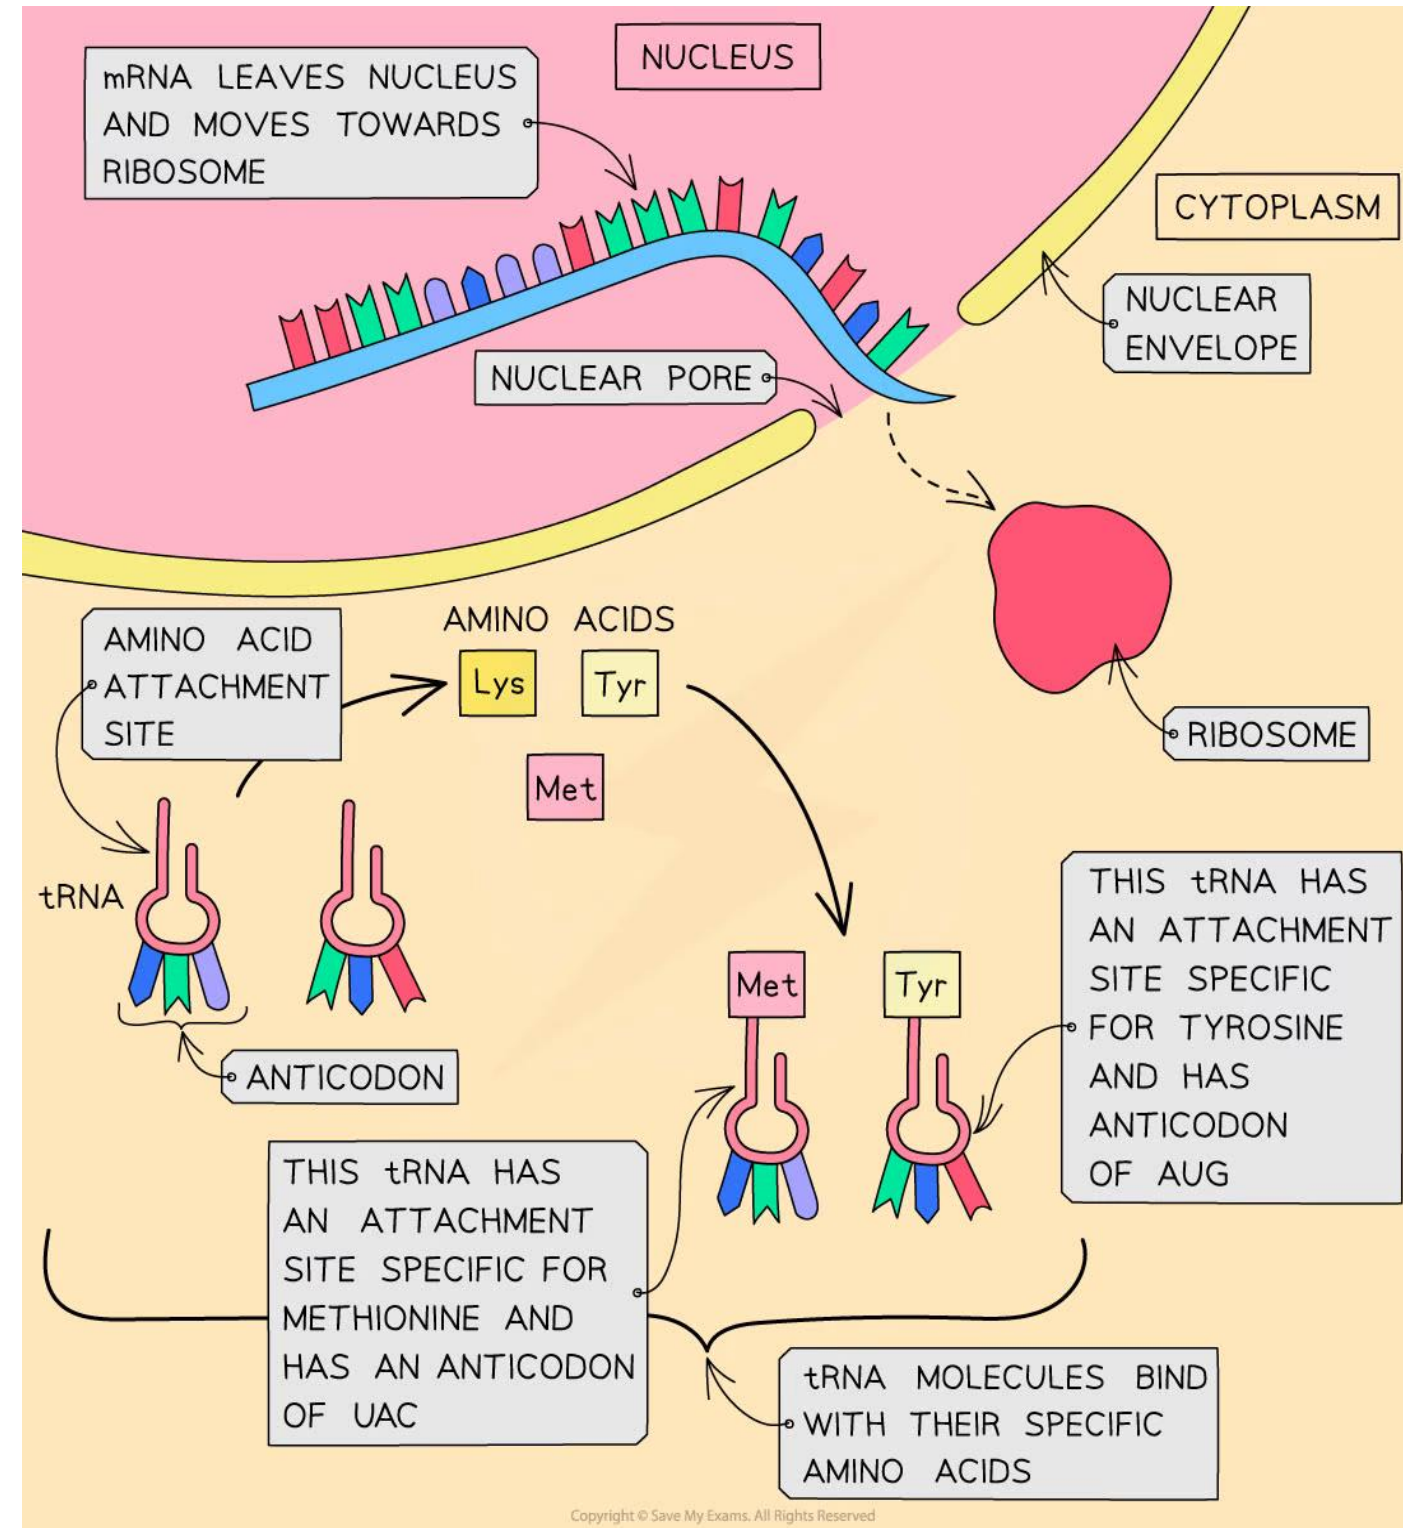 NUCLEUS
mRNA LEAVES NUCLEUS
AND MOVES TOWARDS
RIBOSOME
CYTOPLASM
NUCLEAR
ENVELOPE
NUCLEAR PORE
AMINO ACID
ATTACHMENT
SITE
AMINO ACIDS
Lys
Tyr
Met
RIBOSOME
tRNA
ANTICODON
Met
Tyr
THIS tRNA HAS
AN ATTACHMENT
SITE SPECIFIC
FOR TYROSINE
AND HAS
ANTICODON
OF AUG
THIS tRNA HAS
AN ATTACHMENT
SITE SPECIFIC FOR
METHIONINE AND
HAS AN ANTICODON
OF UAC
tRNA MOLECULES BIND
WITH THEIR SPECIFIC
AMINO ACIDS
Copyright © Save My Exams. All Rights Reserved